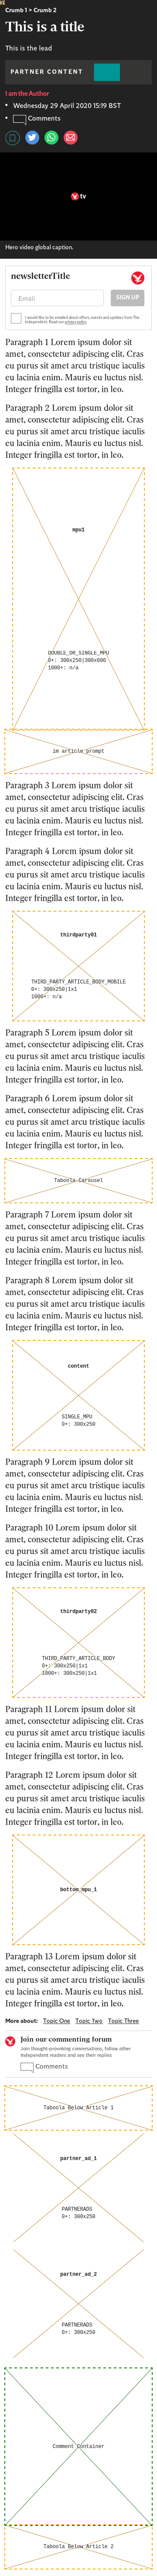 Crumb 1 > Crumb 2
This is a title
This is the lead
PARTNER CONTENT
I am the Author
Wednesday 29 April 2020 15:19 BST
Comments
tv
Hero video global caption.
newsletterTitle
Email
SIGN UP
I would like to be emailed about offers, events and updates from The
Independent. Read our privacy policy
Paragraph 1 Lorem ipsum dolor sit
amet, consectetur adipiscing elit. Cras
eu purus sit amet arcu tristique iaculis
eu lacinia enim. Mauris eu luctus nisl.
Integer fringilla est tortor, in leo.
Paragraph 2 Lorem ipsum dolor sit
amet, consectetur adipiscing elit. Cras
eu purus sit amet arcu tristique iaculis
eu lacinia enim. Mauris eu luctus nisl.
Integer fringilla est tortor, in leo.
mpu1
DOUBLE_OR_SINGLE_MPU
0+: 300x250|300x600
1000+: n/a
im article prompt
Paragraph 3 Lorem ipsum dolor sit
amet, consectetur adipiscing elit. Cras
eu purus sit amet arcu tristique iaculis
eu lacinia enim. Mauris eu luctus nisl.
Integer fringilla est tortor, in leo.
Paragraph 4 Lorem ipsum dolor sit
amet, consectetur adipiscing elit. Cras
eu purus sit amet arcu tristique iaculis
eu lacinia enim. Mauris eu luctus nisl.
Integer fringilla est tortor, in leo.
thirdparty01
THIRD_PARTY_ARTICLE_BODY_MOBILE
0+: 300x250|1x1
1000+: n/a
Paragraph 5 Lorem ipsum dolor sit
amet, consectetur adipiscing elit. Cras
eu purus sit amet arcu tristique iaculis
eu lacinia enim. Mauris eu luctus nisl.
Integer fringilla est tortor, in leo.
Paragraph 6 Lorem ipsum dolor sit
amet, consectetur adipiscing elit. Cras
eu purus sit amet arcu tristique iaculis
eu lacinia enim. Mauris eu luctus nisl.
Integer fringilla est tortor, in leo.
Taboola Carousel
Paragraph 7 Lorem ipsum dolor sit
amet, consectetur adipiscing elit. Cras
eu purus sit amet arcu tristique iaculis
eu lacinia enim. Mauris eu luctus nisl.
Integer fringilla est tortor, in leo.
Paragraph 8 Lorem ipsum dolor sit
amet, consectetur adipiscing elit. Cras
eu purus sit amet arcu tristique iaculis
eu lacinia enim. Mauris eu luctus nisl.
Integer fringilla est tortor, in leo.
content
SINGLE_MPU
0+: 300x250
Paragraph 9 Lorem ipsum dolor sit
amet, consectetur adipiscing elit. Cras
eu purus sit amet arcu tristique iaculis
eu lacinia enim. Mauris eu luctus nisl.
Integer fringilla est tortor, in leo.
Paragraph 10 Lorem ipsum dolor sit
amet, consectetur adipiscing elit. Cras
eu purus sit amet arcu tristique iaculis
eu lacinia enim. Mauris eu luctus nisl.
Integer fringilla est tortor, in leo.
thirdparty02
THIRD_PARTY_ARTICLE_BODY
0+: 300x250|1x1
1000+: 300x250|1x1
Paragraph 11 Lorem ipsum dolor sit
amet, consectetur adipiscing elit. Cras
eu purus sit amet arcu tristique iaculis
eu lacinia enim. Mauris eu luctus nisl.
Integer fringilla est tortor, in leo.
Paragraph 12 Lorem ipsum dolor sit
amet, consectetur adipiscing elit. Cras
eu purus sit amet arcu tristique iaculis
eu lacinia enim. Mauris eu luctus nisl.
Integer fringilla est tortor, in leo.
bottom_mpu_1
Paragraph 13 Lorem ipsum dolor sit
amet, consectetur adipiscing elit. Cras
eu purus sit amet arcu tristique iaculis
eu lacinia enim. Mauris eu luctus nisl.
Integer fringilla est tortor, in leo.
More about: Topic One Topic Two Topic Three
Join our commenting forum
Join thought-provoking conversations, follow other
Independent readers and see their replies
Comments
Taboola Below Article 1
partner_ad_1
PARTNERADS
0+: 300x250
partner_ad_2
PARTNERADS
0+: 300x250
Comment Container
Taboola Below Article 2